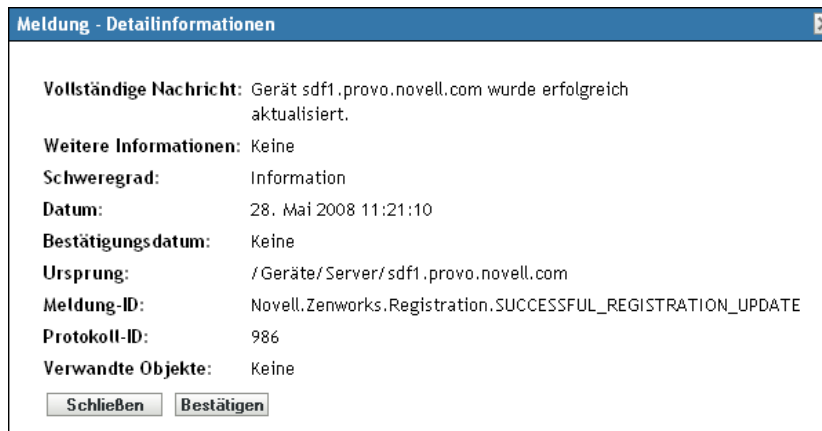 Meldung - Detailinformationen
Vollständige Nachricht: Gerät sdf1.provo.novell.com wurde erfolgreich
aktualisiert.
Weitere Informationen: Keine
Schweregrad: Information
Datum: 28. Mai 2008 11:21:10
Bestätigungsdatum: Keine
Ursprung: /Geräte/Server/sdf1.provo.novell.com
Meldung-ID: Novell.Zenworks.Registration.SUCCESSFUL_REGISTRATION_UPDATE
Protokoll-ID: 986
Verwandte Objekte: Keine
Schließen Bestätigen